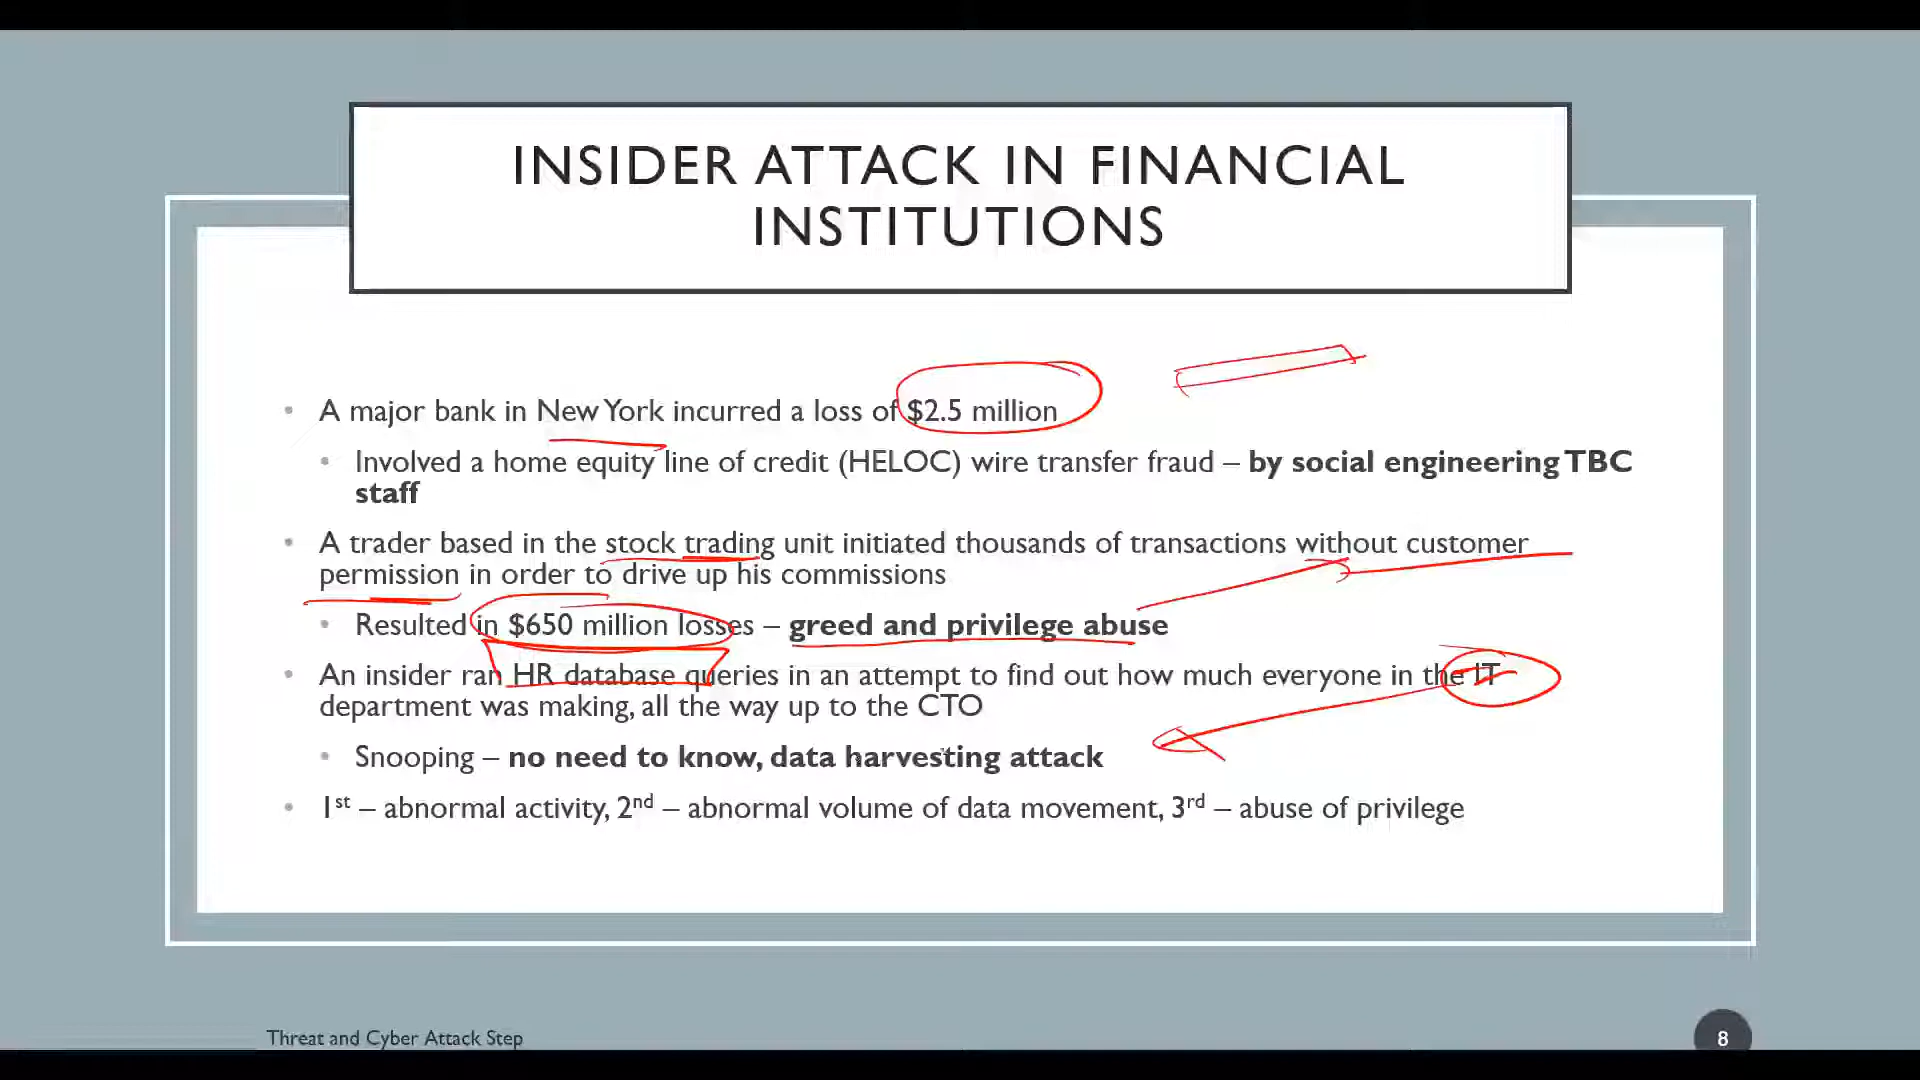 INSIDER ATTACK IN FINANCIAL
INSTITUTIONS
• A major bank in New York incurred a loss of $2.5 million
• Involved a home equity line of credit (HELOC) wire transfer fraud – by social engineering TBC
staff
• A trader based in the stock trading unit initiated thousands of transactions without customer
permission in order to drive up his commissions
• Resulted in $650 million losses – greed and privilege abuse
• An insider ran HR database queries in an attempt to find out how much everyone in the IT
department was making, all the way up to the CTO
• Snooping – no need to know, data harvesting attack
• 1st – abnormal activity, 2nd – abnormal volume of data movement, 3rd – abuse of privilege
Threat and Cyber Attack Step
8